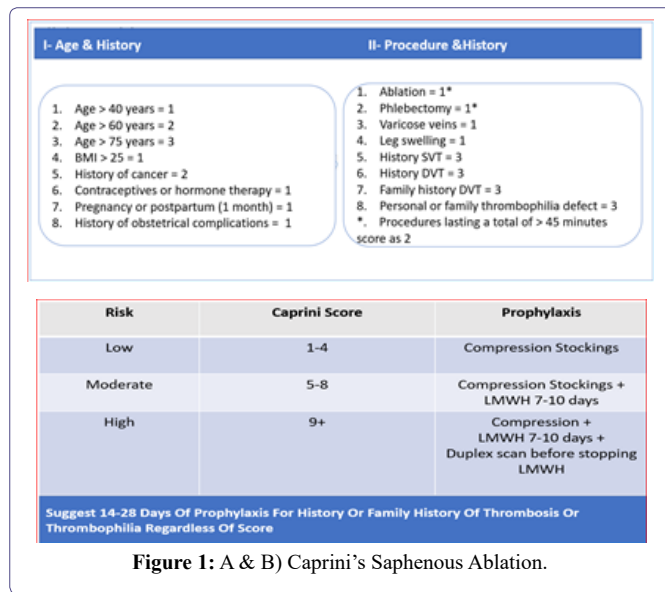 I- Age & History
II- Procedure &History
1. Age > 40 years = 1
2. Age > 60 years = 2
3. Age > 75 years = 3
4. BMI > 25 = 1
5. History of cancer = 2
6. Contraceptives or hormone therapy = 1
7. Pregnancy or postpartum (1 month) = 1
8. History of obstetrical complications = 1
1. Ablation = 1*
2. Phlebectomy = 1*
3. Varicose veins = 1
4. Leg swelling = 1
5. History SVT = 3
6. History DVT = 3
7. Family history DVT = 3
8. Personal or family thrombophilia defect = 3
*. Procedures lasting a total of > 45 minutes
score as 2
Risk Caprini Score Prophylaxis
Low 1-4 Compression Stockings
Moderate 5-8 Compression Stockings +
LMWH 7-10 days
High 9+ Compression +
LMWH 7-10 days +
Duplex scan before stopping
LMWH
Suggest 14-28 Days Of Prophylaxis For History Or Family History Of Thrombosis Or
Thrombophilia Regardless Of Score
Figure 1: A & B) Caprini's Saphenous Ablation.